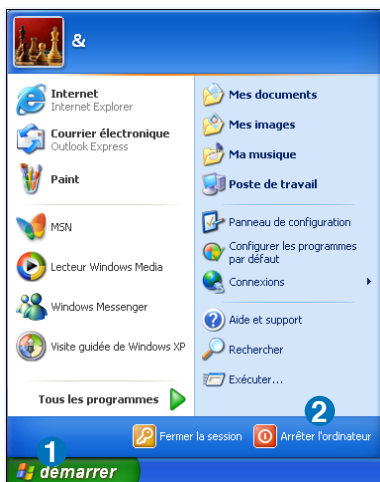 &
Internet
Internet Explorer
Courrier électronique
Outlook Express
Paint
MSN
Lecteur Windows Media
Windows Messenger
Visite guidée de Windows XP
Tous les programmes
Mes documents
Mes images
Ma musique
Poste de travail
Panneau de configuration
Configurer les programmes
par défaut
Connexions
Aide et support
Rechercher
Exécuter...
2
Fermer la session
Arrêter l'ordinateur
1
démarrer